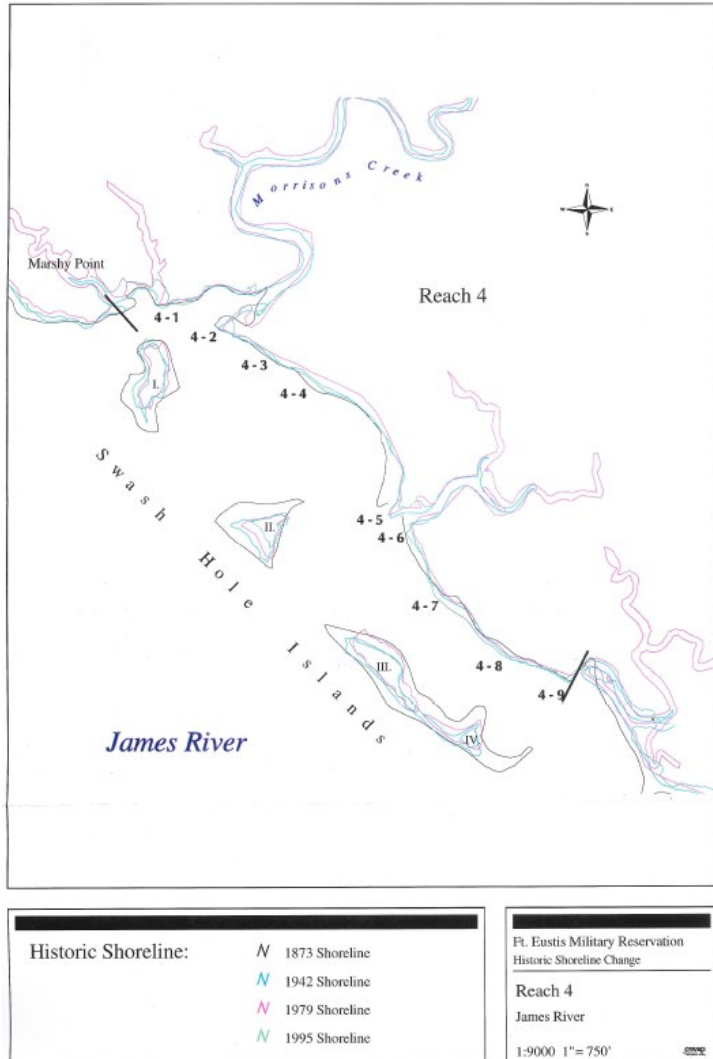 Morrisons Creek
Marshy Point
Reach 4
4-1
4-2
4-3
4-4
I.
Swash Hole Islands
II.
4-5
4-6
4-7
4-8
4-9
III.
IV.
James River
N
E
S
W
Historic Shoreline:
N 1873 Shoreline
N 1942 Shoreline
N 1979 Shoreline
N 1995 Shoreline
Ft. Eustis Military Reservation
Historic Shoreline Change
Reach 4
James River
1:9000 1"= 750'